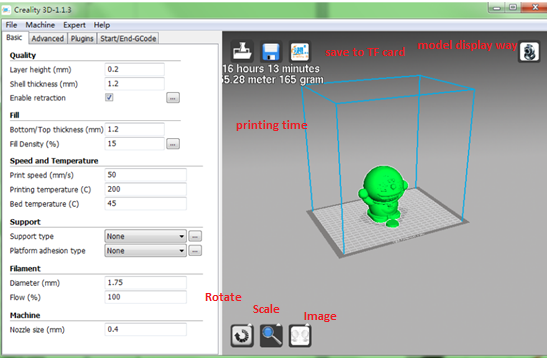 Creality 3D-1.1.3
File Machine Expert Help
Basic Advanced Plugins Start/End-GCode
Quality
Layer height (mm) 0.2
Shell thickness (mm) 1.2
Enable retraction ...
Fill
Bottom/Top thickness (mm) 1.2
Fill Density (%) 15 ...
Speed and Temperature
Print speed (mm/s) 50
Printing temperature (C) 200
Bed temperature (C) 45
Support
Support type None ...
Platform adhesion type None ...
Filament
Diameter (mm) 1.75
Flow (%) 100
Machine
Nozzle size (mm) 0.4
save to TF card
modul display way
16 hours 13 minutes
65.28 meter 165 gram
printing time
Rotate
Scale
Image